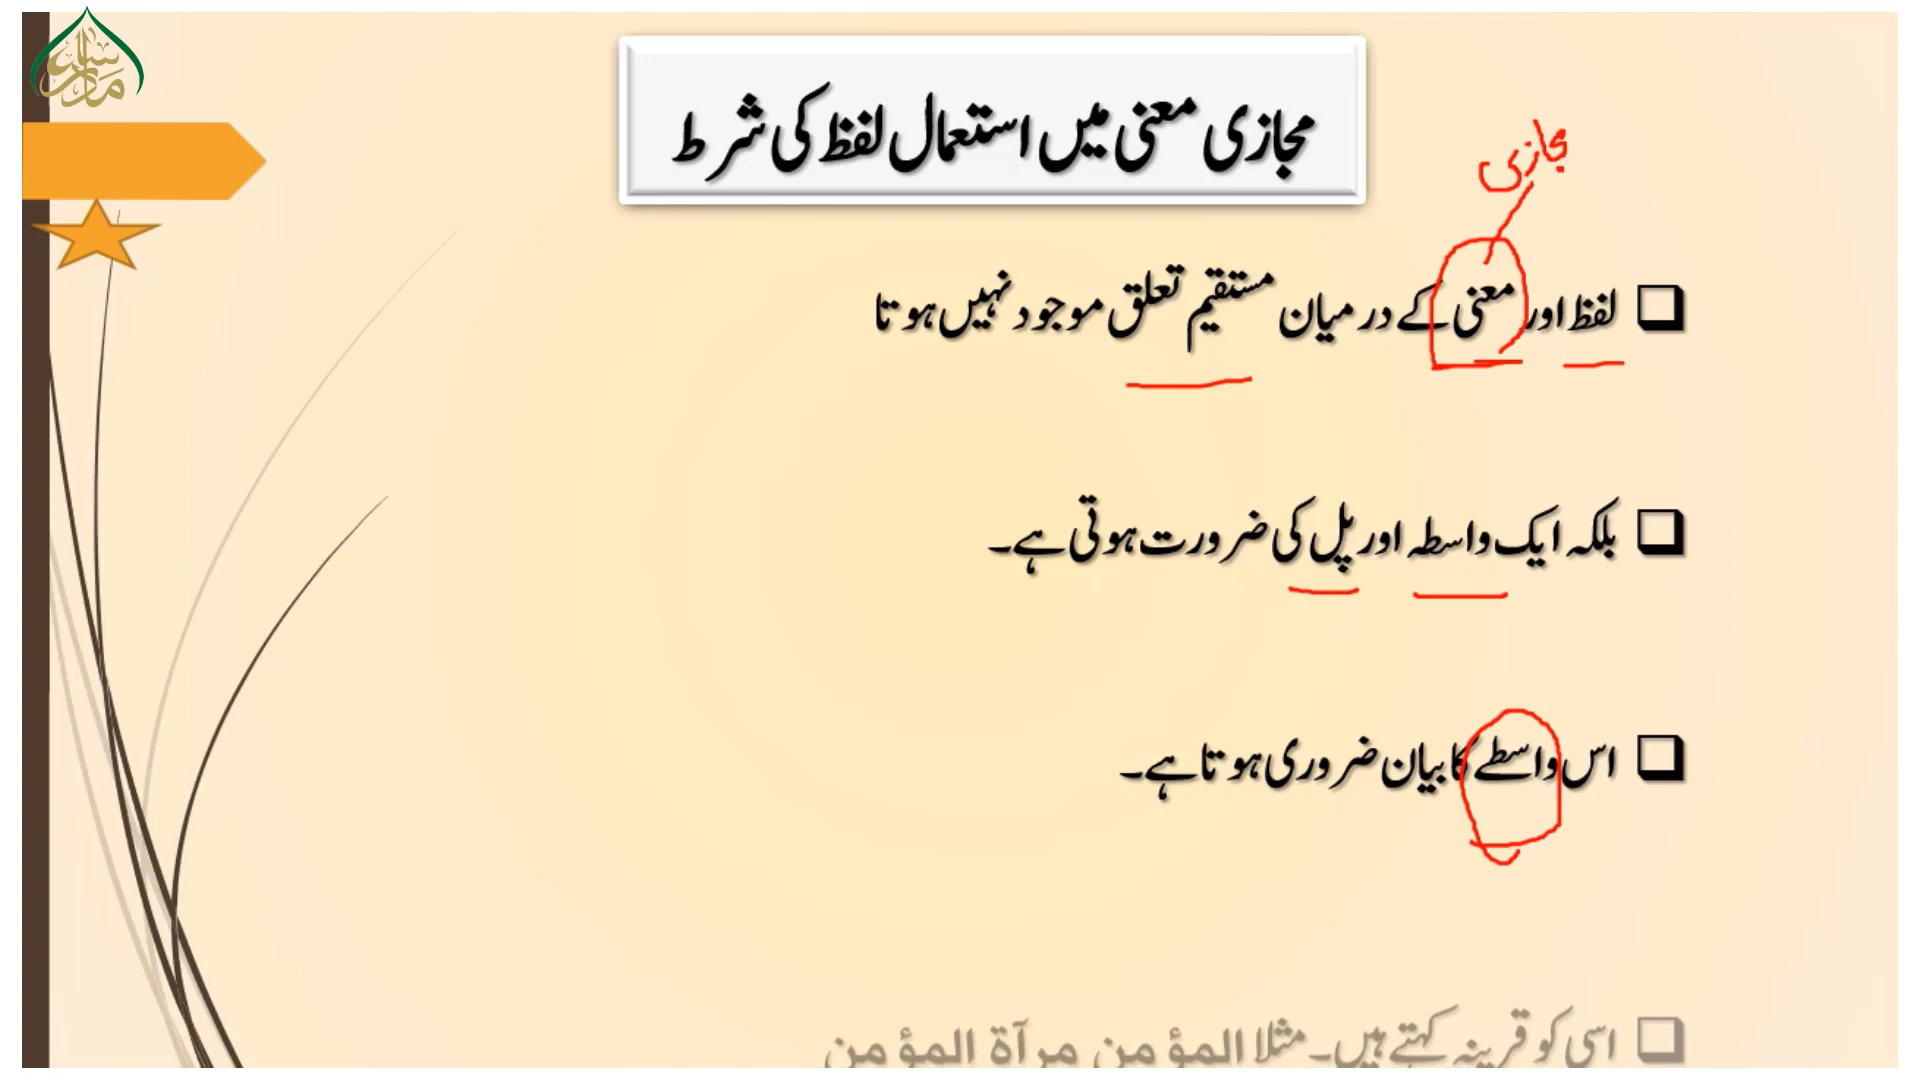 مجازی معنی میں استعمال لفظ کی شرط
مجازی
لفظ اور معنی کے درمیان مستقیم تعلق موجود نہیں ہوتا
بلکہ ایک واسطہ اور پل کی ضرورت ہوتی ہے۔
اس واسطے کا بیان ضروری ہوتا ہے۔
اسی کو قرینہ کہتے ہیں۔ مثلا المؤمن مرآة المؤمن